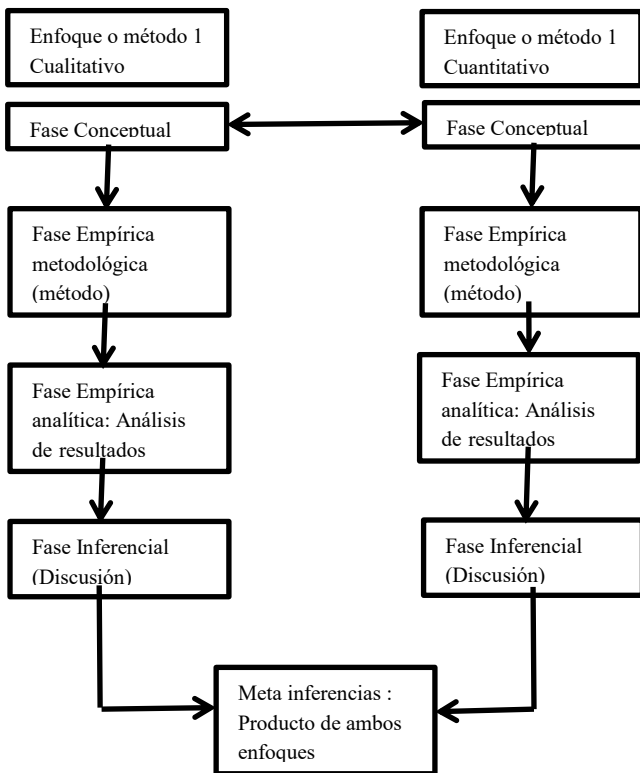 Enfoque o método 1
Cualitativo
Enfoque o método 1
Cuantitativo
Fase Conceptual
Fase Conceptual
Fase Empírica
metodológica
(método)
Fase Empírica
metodológica
(método)
Fase Empírica
analítica: Análisis
de resultados
Fase Empírica
analítica: Análisis
de resultados
Fase Inferencial
(Discusión)
Fase Inferencial
(Discusión)
Meta inferencias :
Producto de ambos
enfoques